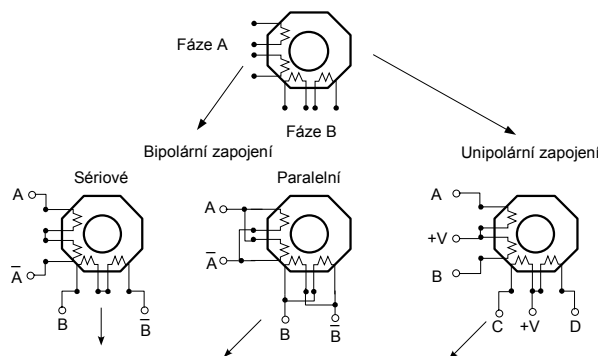 Fáze A
Fáze B
Bipolární zapojení
Unipolární zapojení
Sériové
Paralelní
A
A̅
B
B̅
A
A̅
B
B̅
A
+V
B
C
+V
D